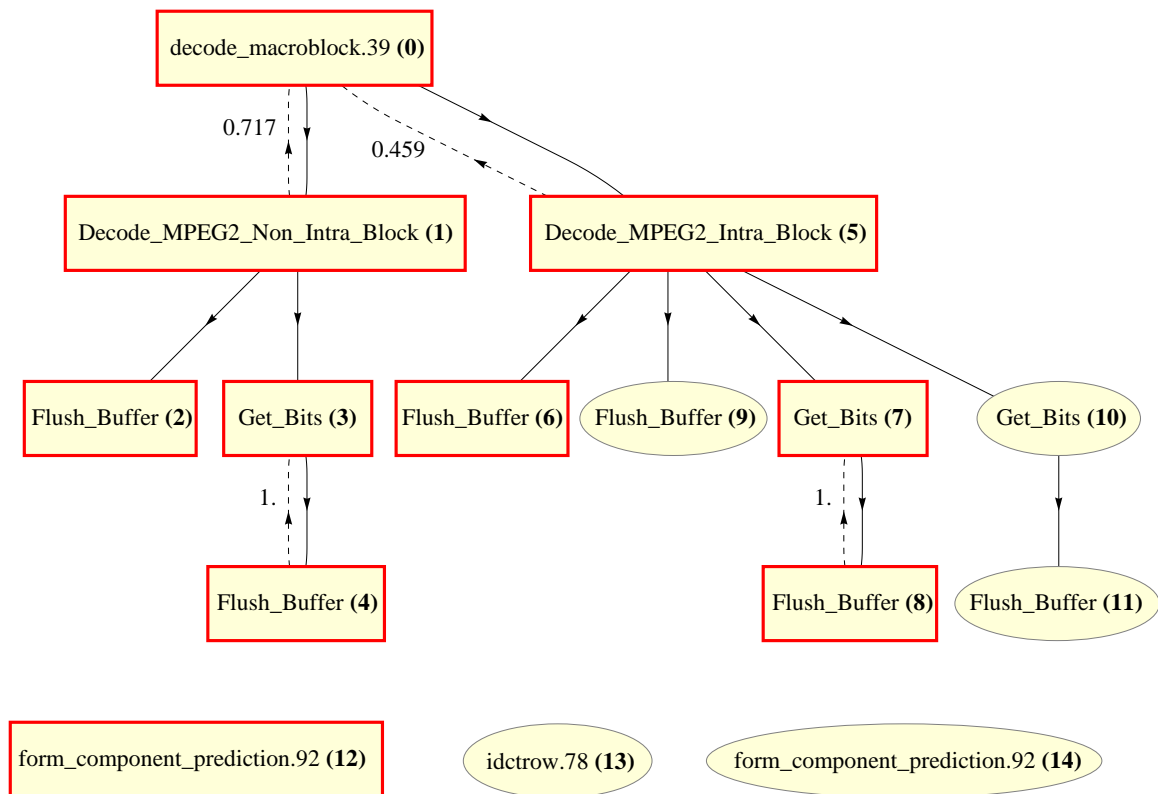 decode_macroblock.39 (0)
0.717
0.459
Decode_MPEG2_Non_Intra_Block (1)
Decode_MPEG2_Intra_Block (5)
Flush_Buffer (2)
Get_Bits (3)
Flush_Buffer (6)
Flush_Buffer (9)
Get_Bits (7)
Get_Bits (10)
1.
1.
Flush_Buffer (4)
Flush_Buffer (8)
Flush_Buffer (11)
form_component_prediction.92 (12)
idctrow.78 (13)
form_component_prediction.92 (14)